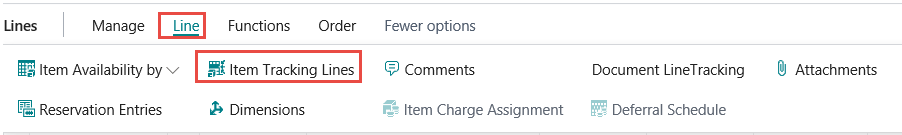 Lines Manage Line Functions Order Fewer options
Item Availability by Item Tracking Lines Comments Document LineTracking Attachments
Reservation Entries Dimensions Item Charge Assignment Deferral Schedule